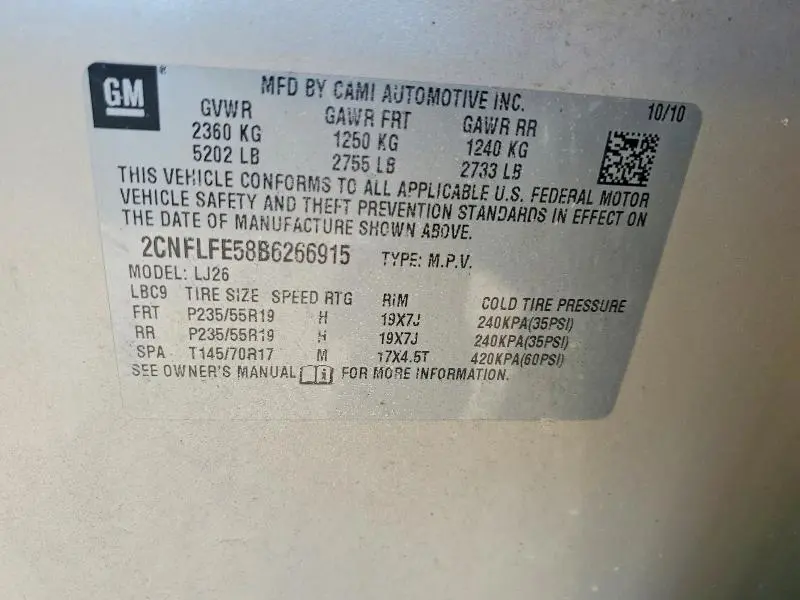 GM®
MFD BY CAMI AUTOMOTIVE INC.
10/10
GVWR GAWR FRT GAWR RR
2360 KG 1250 KG 1240 KG
5202 LB 2755 LB 2733 LB
THIS VEHICLE CONFORMS TO ALL APPLICABLE U.S. FEDERAL MOTOR
VEHICLE SAFETY AND THEFT PREVENTION STANDARDS IN EFFECT ON
THE DATE OF MANUFACTURE SHOWN ABOVE.
2CNFLFE58B6266915 TYPE: M.P.V.
MODEL: LJ26
LBC9 TIRE SIZE SPEED RTG RIM COLD TIRE PRESSURE
FRT P235/55R19 H 19X7J 240KPA(35PSI)
RR P235/55R19 H 19X7J 240KPA(35PSI)
SPA T145/70R17 M 17X4.5T 420KPA(60PSI)
SEE OWNER'S MANUAL i FOR MORE INFORMATION.